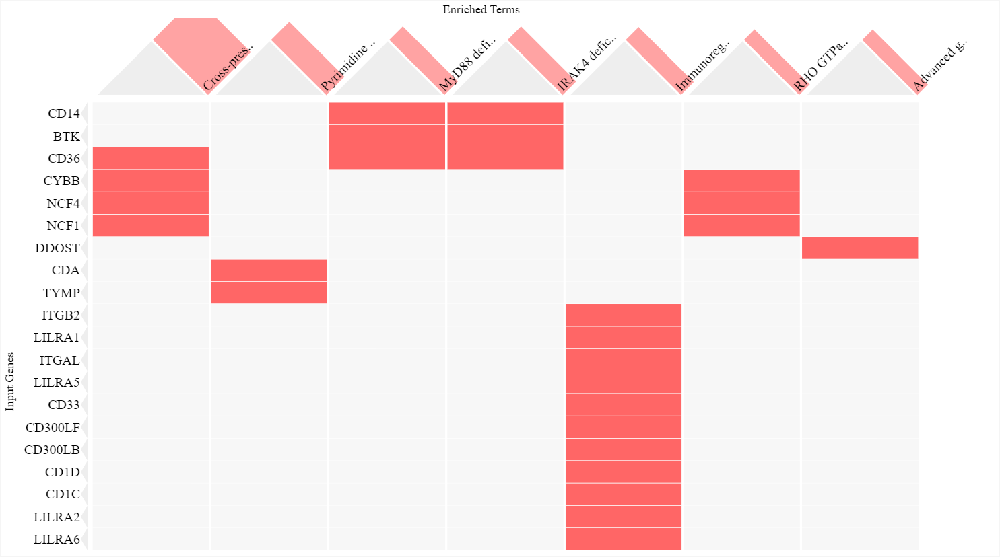 Enriched Terms
Cross-pres..
Pyrimidine ..
MyD88 defi..
IRAK4 defic..
Immunoreg..
RHO GTPa..
Advanced g..
CD14
BTK
CD36
CYBB
NCF4
NCF1
DDOST
CDA
TYMP
ITGB2
LILRA1
ITGAL
LILRA5
CD33
CD300LF
CD300LB
CD1D
CD1C
LILRA2
LILRA6
Input Genes